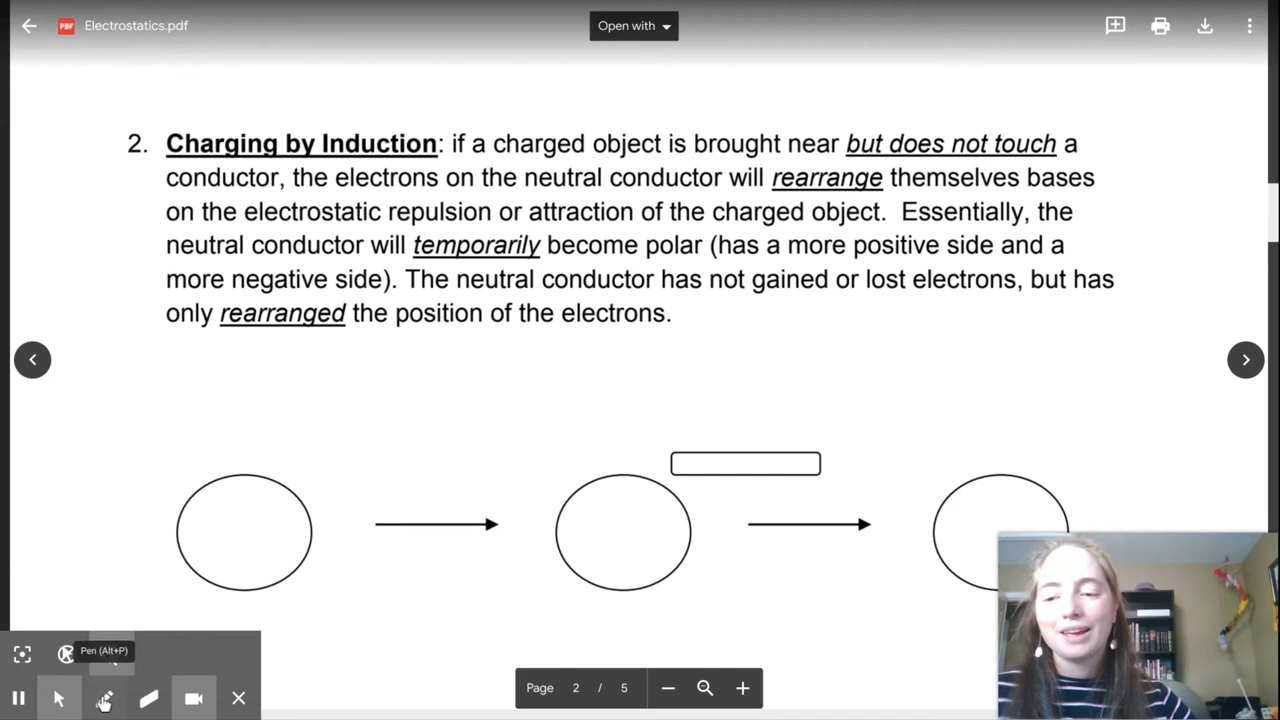 Electrostatics.pdf
Open with
2. Charging by Induction: if a charged object is brought near but does not touch a
conductor, the electrons on the neutral conductor will rearrange themselves bases
on the electrostatic repulsion or attraction of the charged object. Essentially, the
neutral conductor will temporarily become polar (has a more positive side and a
more negative side). The neutral conductor has not gained or lost electrons, but has
only rearranged the position of the electrons.
Pen (Alt+P)
Page 2 / 5